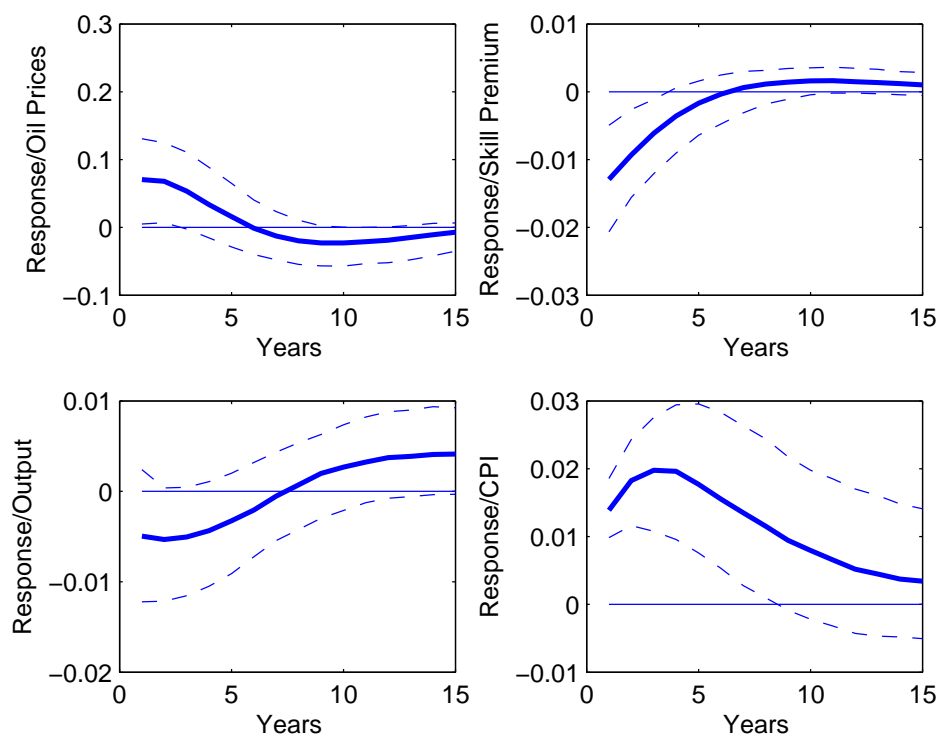 0.3
0.2
0.1
0
−0.1
0 5 10 15
Years
Response/Oil Prices
0.01
0
−0.01
−0.02
−0.03
0 5 10 15
Years
Response/Skill Premium
0.01
0
−0.01
−0.02
0 5 10 15
Years
Response/Output
0.03
0.02
0.01
0
−0.01
0 5 10 15
Years
Response/CPI